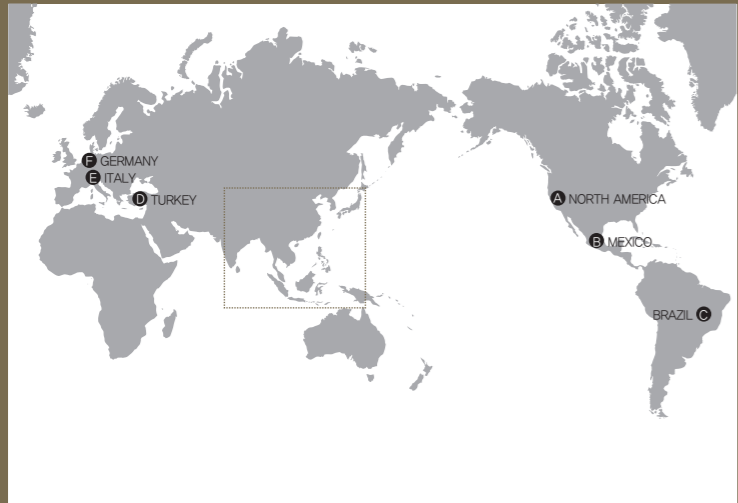 F GERMANY
E ITALY
D TURKEY
A NORTH AMERICA
B MEXICO
BRAZIL C